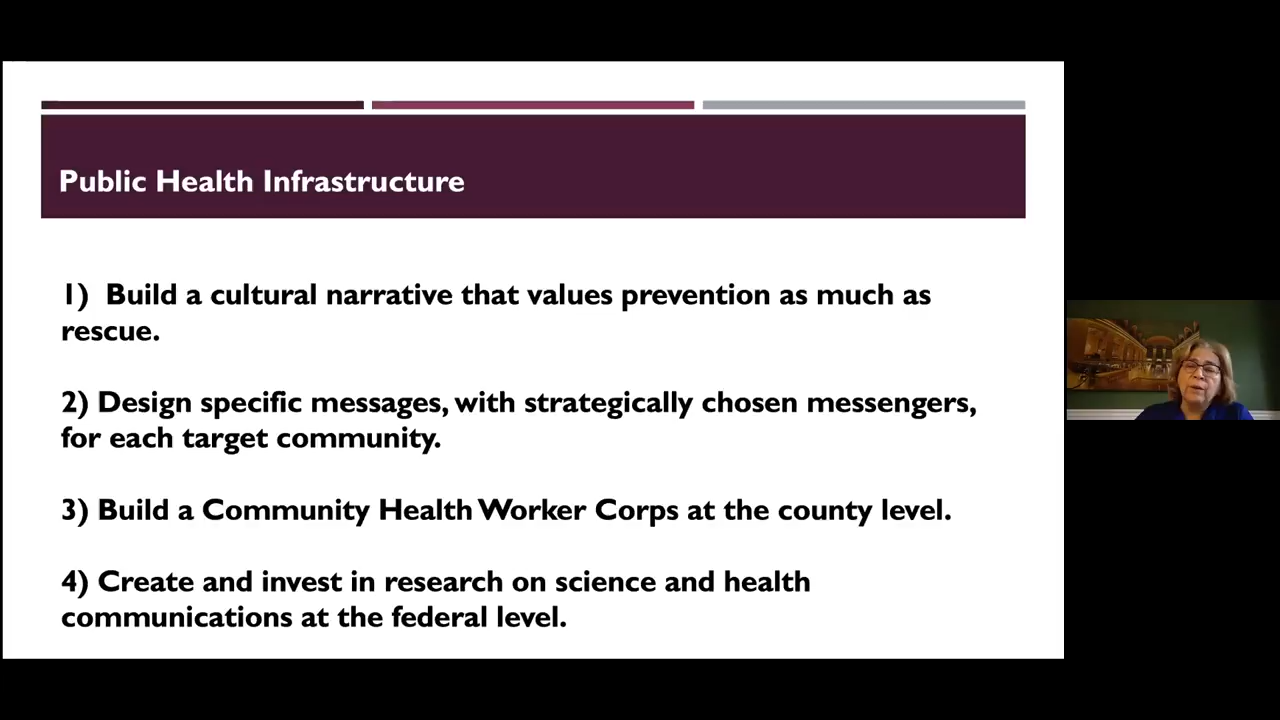 Public Health Infrastructure
1) Build a cultural narrative that values prevention as much as
rescue.
2) Design specific messages, with strategically chosen messengers,
for each target community.
3) Build a Community Health Worker Corps at the county level.
4) Create and invest in research on science and health
communications at the federal level.